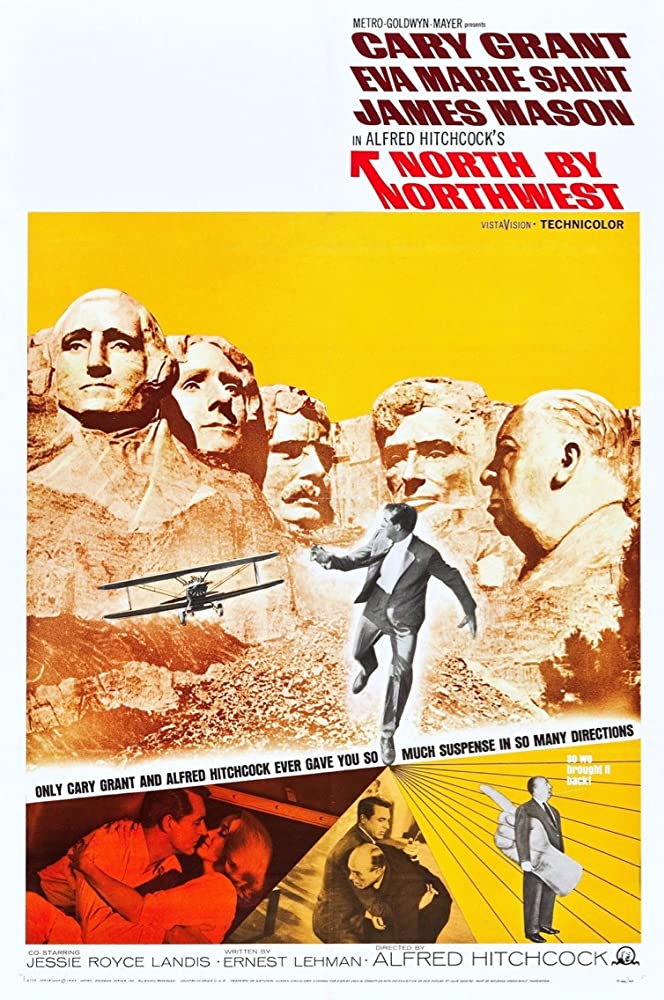 METRO-GOLDWYN-MAYER presents
CARY GRANT
EVA MARIE SAINT
JAMES MASON
IN ALFRED HITCHCOCK'S
NORTH BY
NORTHWEST
VISTAVISION · TECHNICOLOR
ONLY CARY GRANT AND ALFRED HITCHCOCK EVER GAVE YOU SO MUCH SUSPENSE IN SO MANY DIRECTIONS
so we
brought it
back!
CO-STARRING
JESSIE ROYCE LANDIS ·
WRITTEN BY
ERNEST LEHMAN ·
DIRECTED BY
ALFRED HITCHCOCK